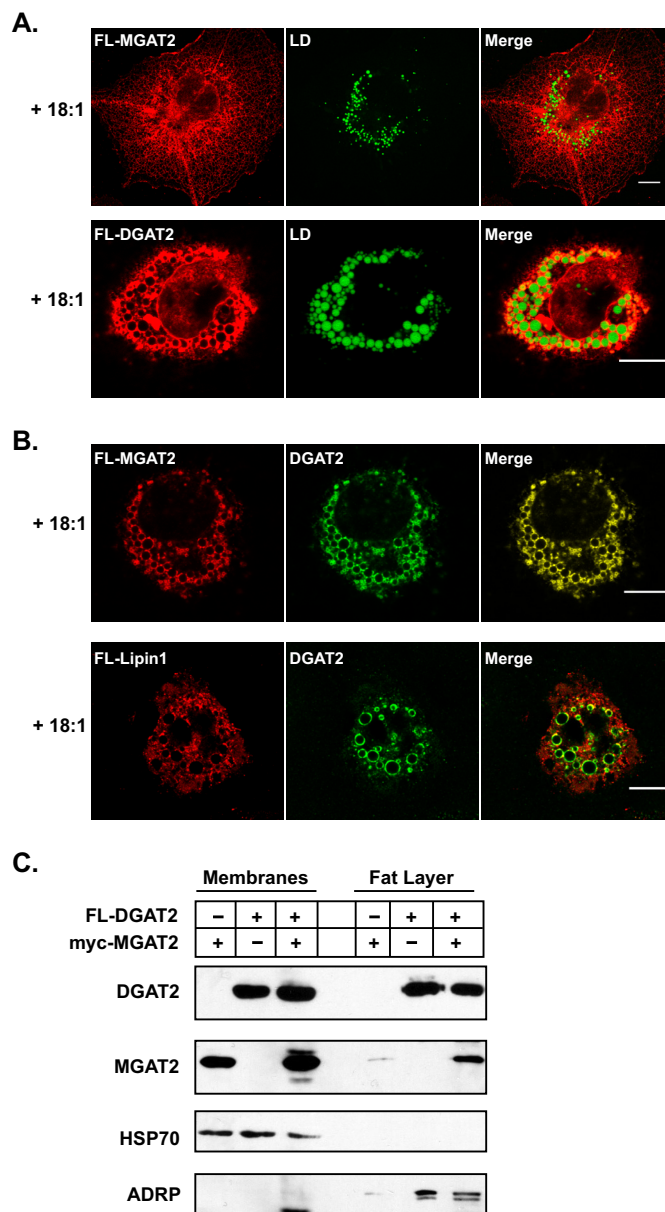 A.
FL-MGAT2 LD Merge
+ 18:1
FL-DGAT2 LD Merge
+ 18:1
B.
FL-MGAT2 DGAT2 Merge
+ 18:1
FL-Lipin1 DGAT2 Merge
+ 18:1
C.
Membranes Fat Layer
FL-DGAT2 − + + − + +
myc-MGAT2 + − + + − +
DGAT2
MGAT2
HSP70
ADRP